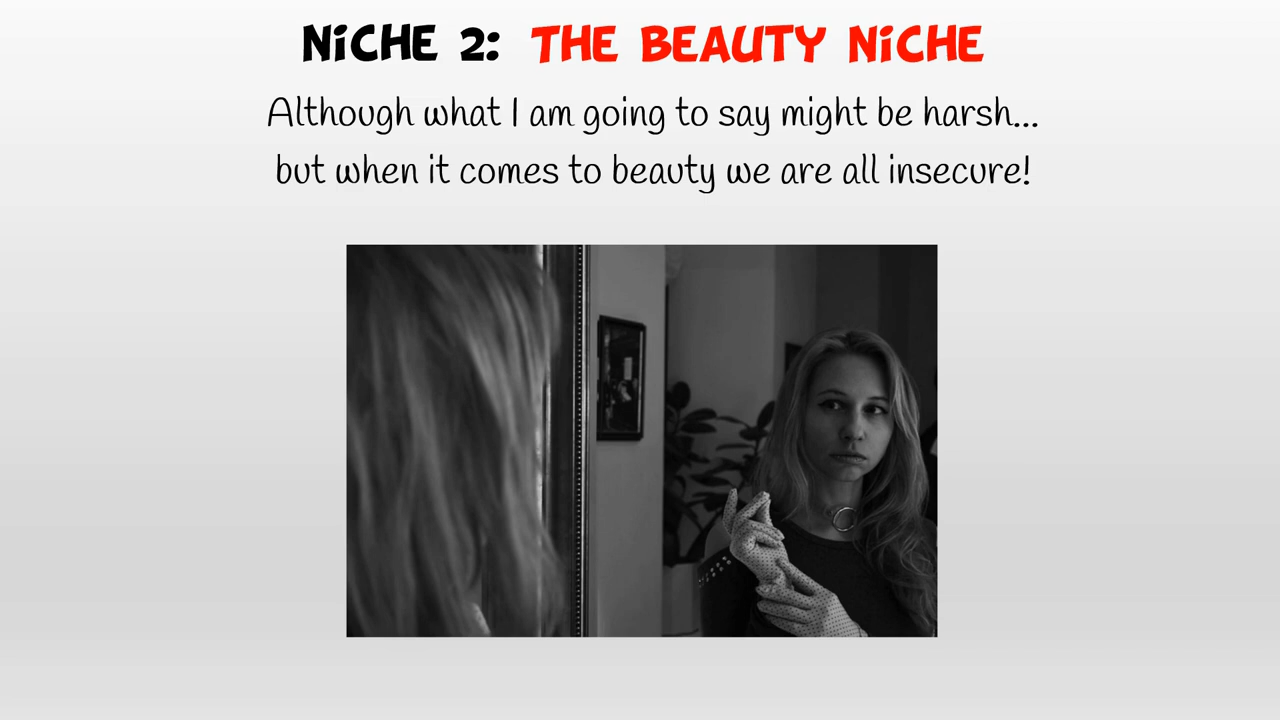 NiCHE 2: THE BEAUTY NiCHE
Although what I am going to say might be harsh...
but when it comes to beauty we are all insecure!